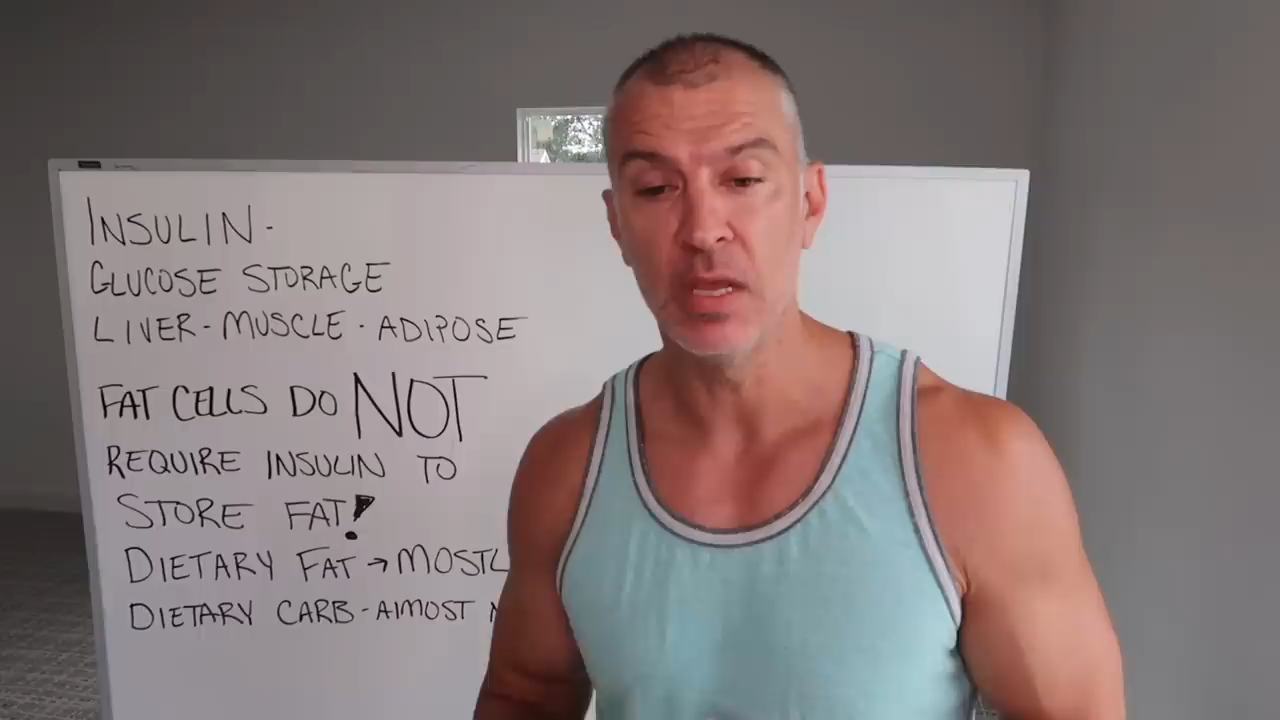 INSULIN-
GLUCOSE STORAGE
LIVER-MUSCLE-ADIPOSE
FAT CELLS DO NOT
REQUIRE INSULIN TO
STORE FAT!
DIETARY FAT → MOSTL
DIETARY CARB-AlMOST